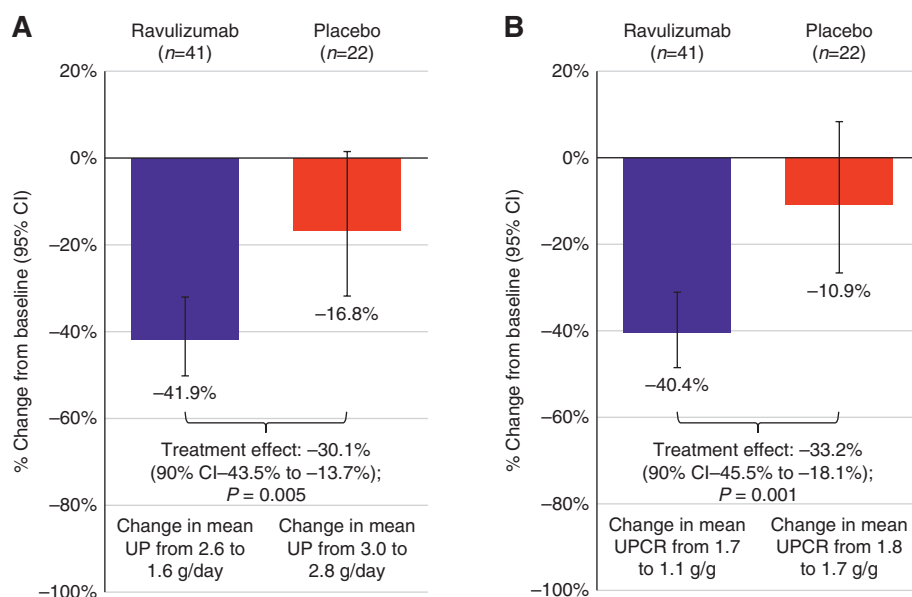 A
Ravulizumab
(n=41)
Placebo
(n=22)
% Change from baseline (95% CI)
20%
0%
–20%
–40%
–60%
–80%
–100%
–41.9%
–16.8%
Treatment effect: –30.1%
(90% CI–43.5% to –13.7%);
P = 0.005
Change in mean
UP from 2.6 to
1.6 g/day
Change in mean
UP from 3.0 to
2.8 g/day
B
Ravulizumab
(n=41)
Placebo
(n=22)
% Change from baseline (95% CI)
20%
0%
–20%
–40%
–60%
–80%
–100%
–40.4%
–10.9%
Treatment effect: –33.2%
(90% CI–45.5% to –18.1%);
P = 0.001
Change in mean
UPCR from 1.7
to 1.1 g/g
Change in mean
UPCR from 1.8
to 1.7 g/g